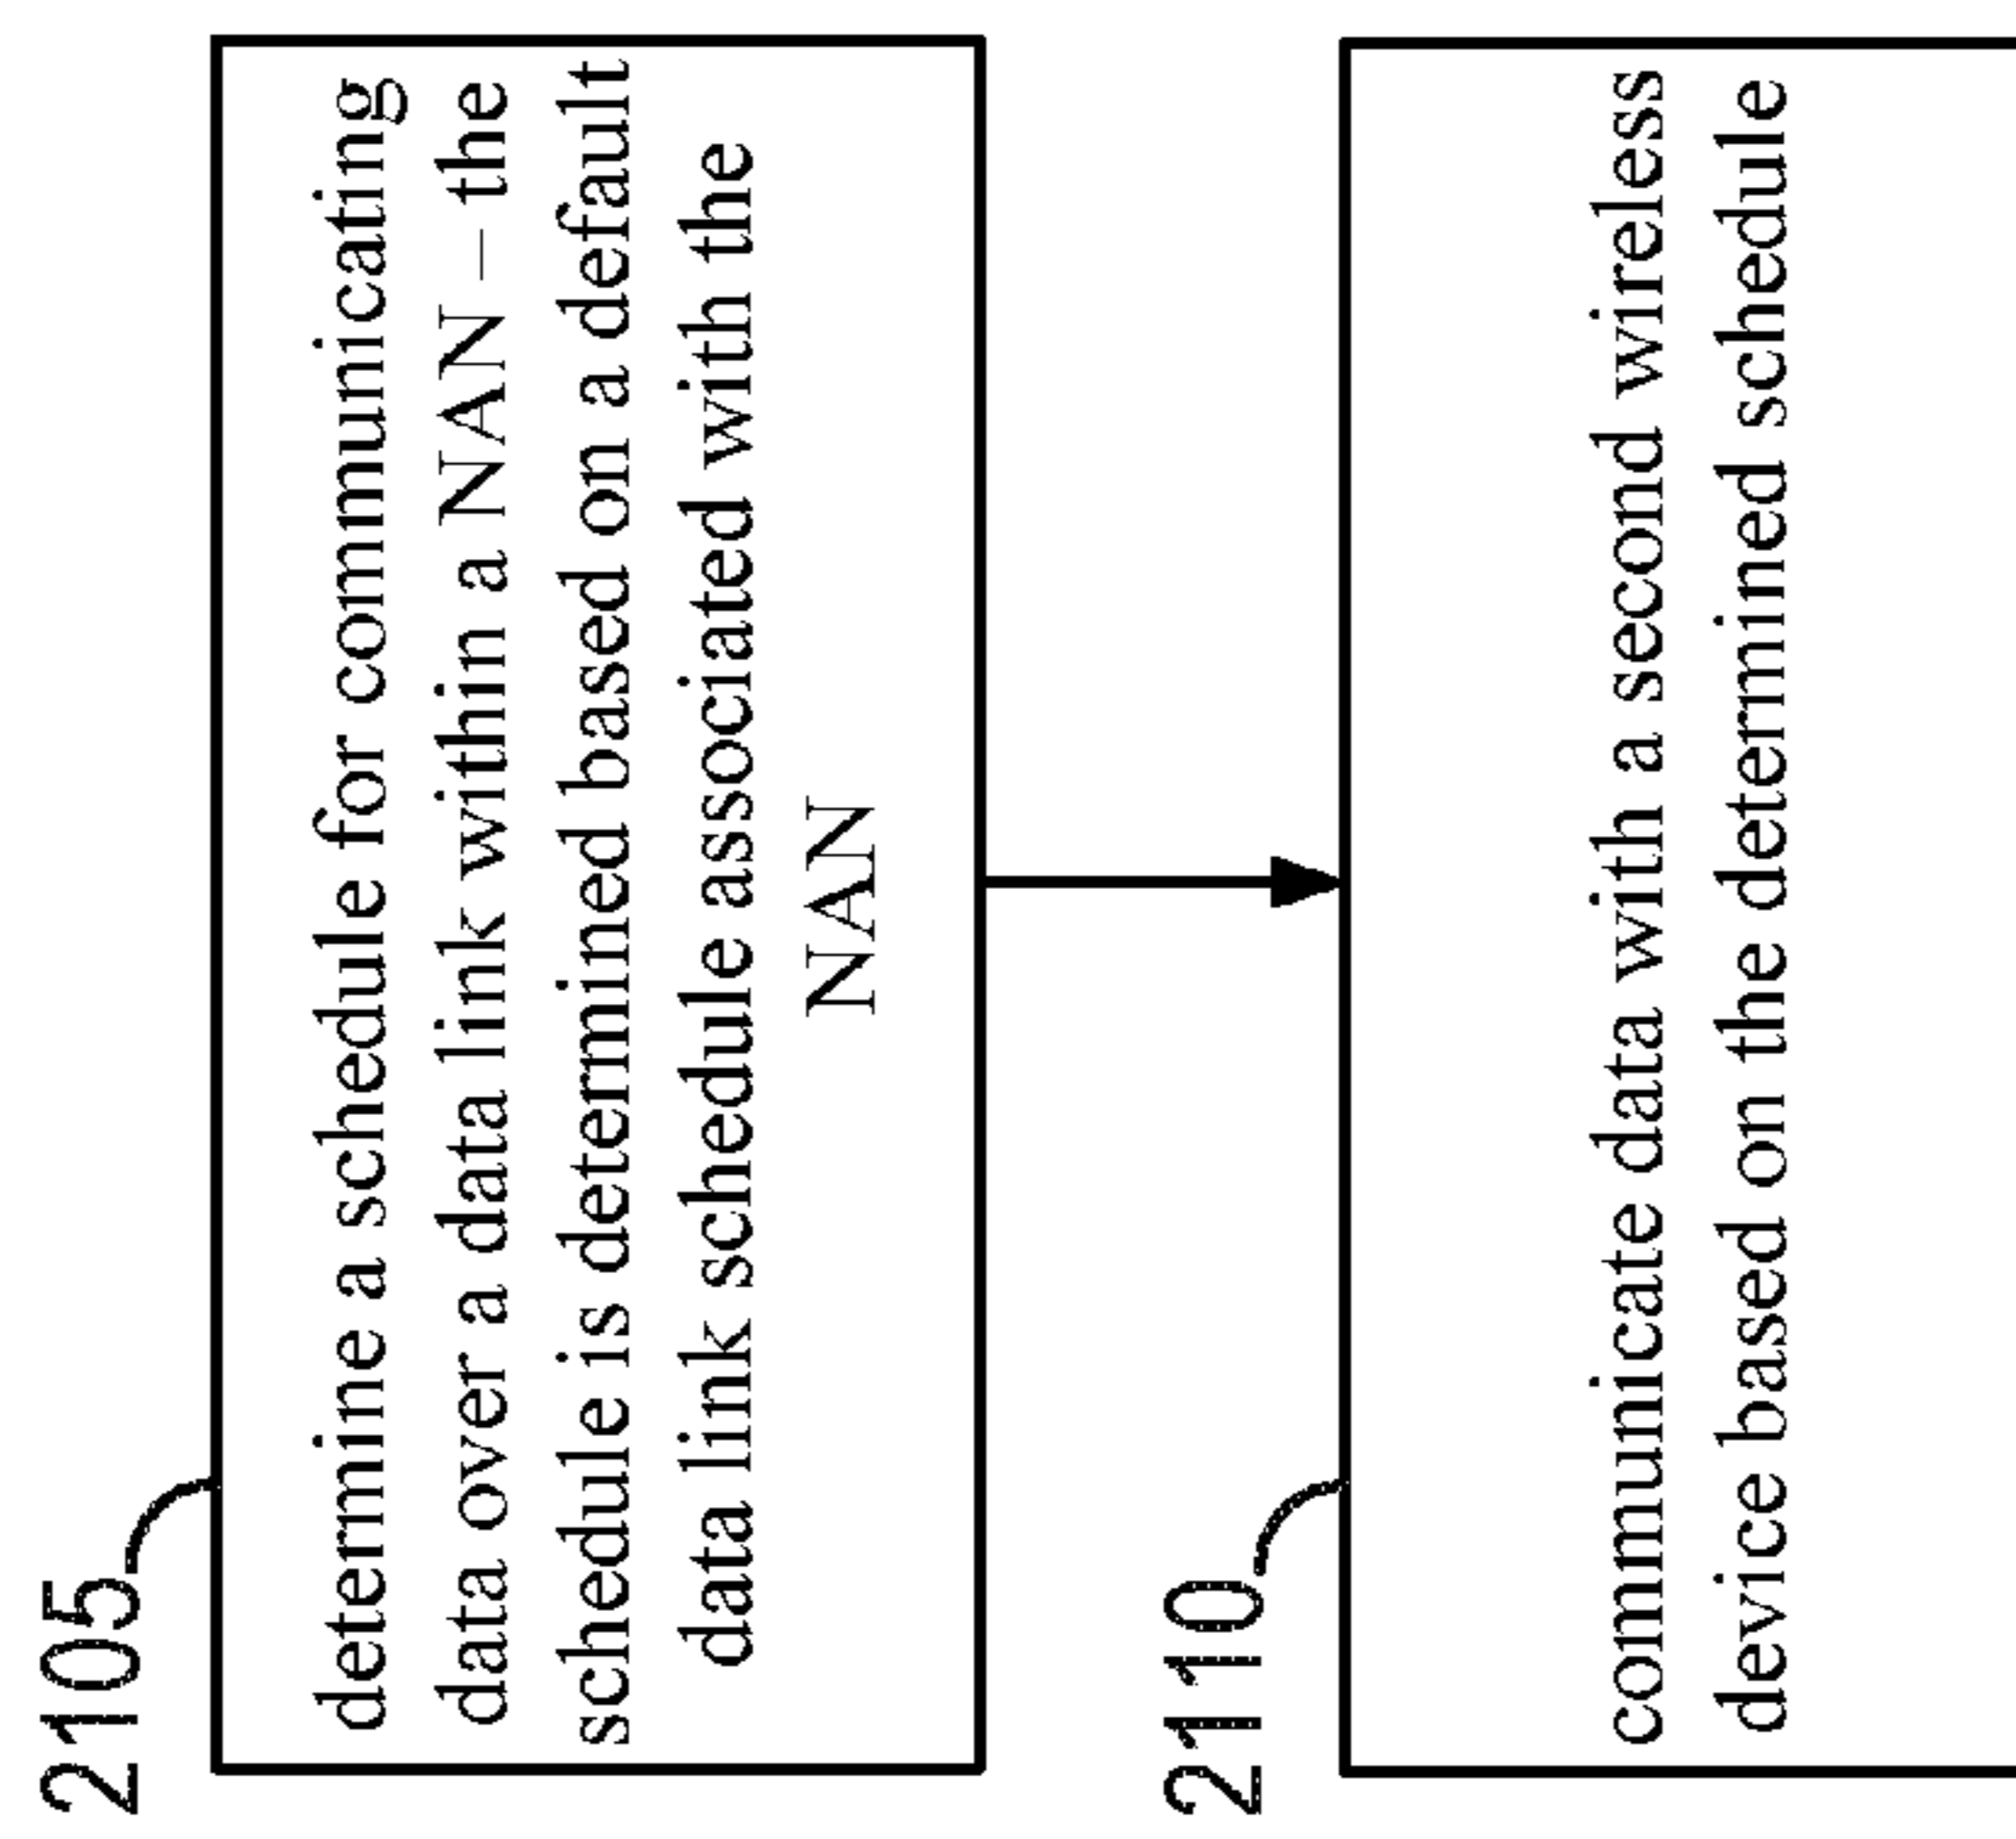 2105
determine a schedule for communicating
data over a data link within a NAN – the
schedule is determined based on a default
data link schedule associated with the
NAN
2110
communicate data with a second wireless
device based on the determined schedule